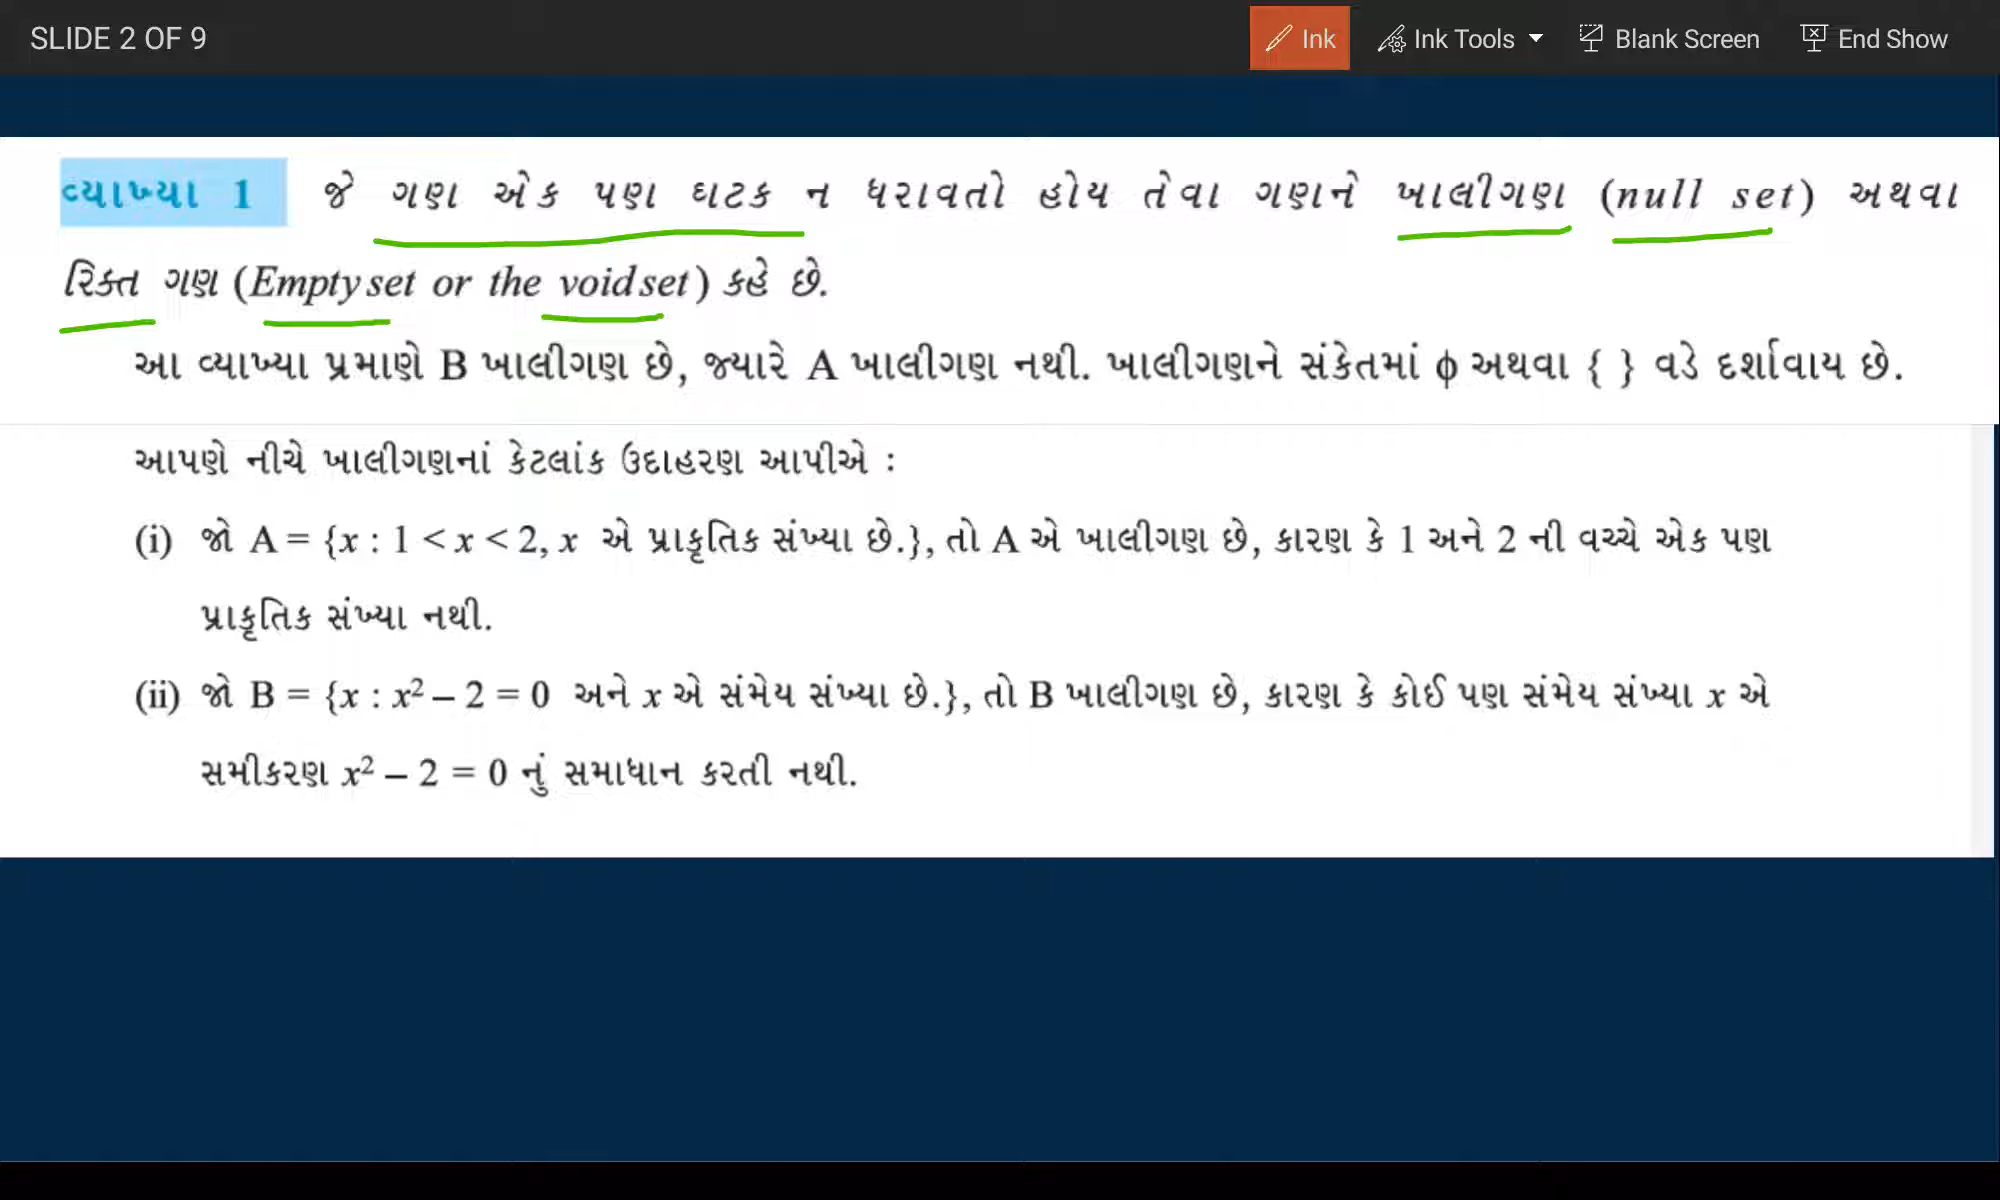 SLIDE 2 OF 9 Ink Ink Tools Blank Screen End Show
વ્યાખ્યા 1 જે ગણ એક પણ ઘટક ન ધરાવતો હોય તેવા ગણને ખાલીગણ (null set) અથવા
રિક્ત ગણ (Empty set or the void set) કહે છે.
આ વ્યાખ્યા પ્રમાણે B ખાલીગણ છે, જ્યારે A ખાલીગણ નથી. ખાલીગણને સંકેતમાં ϕ અથવા { } વડે દર્શાવાય છે.
આપણે નીચે ખાલીગણનાં કેટલાંક ઉદાહરણ આપીએ :
(i) જો A = {x : 1 < x < 2, x એ પ્રાકૃતિક સંખ્યા છે.}, તો A એ ખાલીગણ છે, કારણ કે 1 અને 2 ની વચ્ચે એક પણ
પ્રાકૃતિક સંખ્યા નથી.
(ii) જો B = {x : x² – 2 = 0 અને x એ સંમેય સંખ્યા છે.}, તો B ખાલીગણ છે, કારણ કે કોઈ પણ સંમેય સંખ્યા x એ
સમીકરણ x² – 2 = 0 નું સમાધાન કરતી નથી.